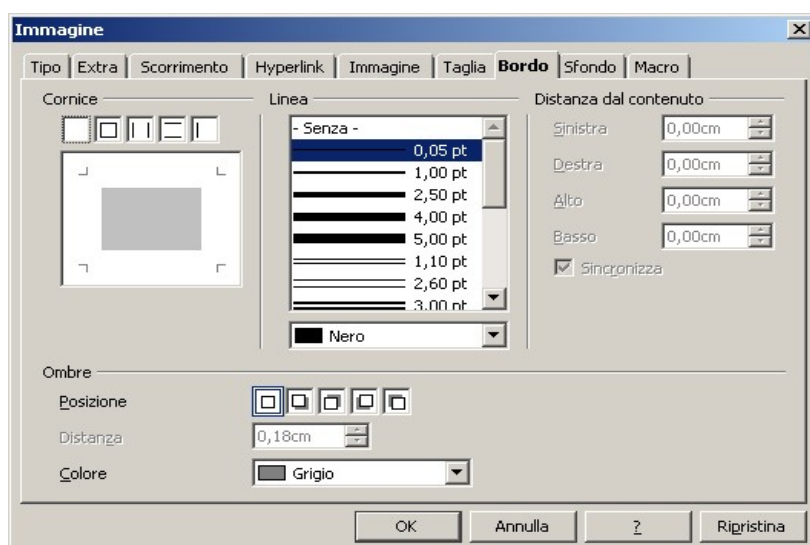 Immagine
Tipo Extra Scorrimento Hyperlink Immagine Taglia Bordo Sfondo Macro
Cornice
Linea
- Senza -
0,05 pt
1,00 pt
2,50 pt
4,00 pt
5,00 pt
1,10 pt
2,60 pt
3,00 pt
Nero
Distanza dal contenuto
Sinistra 0,00cm
Destra 0,00cm
Alto 0,00cm
Basso 0,00cm
Sincronizza
Ombre
Posizione
Distanza 0,18cm
Colore Grigio
OK Annulla ? Ripristina